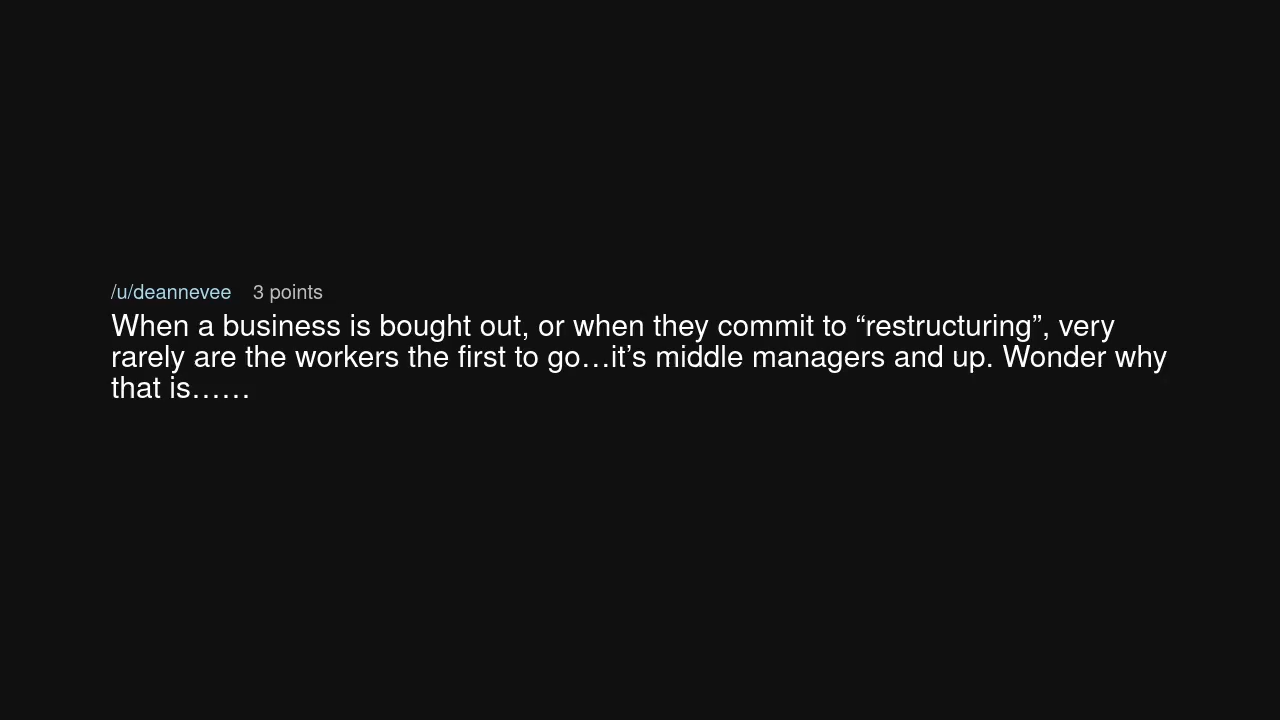 /u/deannevee 3 points
When a business is bought out, or when they commit to “restructuring”, very
rarely are the workers the first to go…it’s middle managers and up. Wonder why
that is……